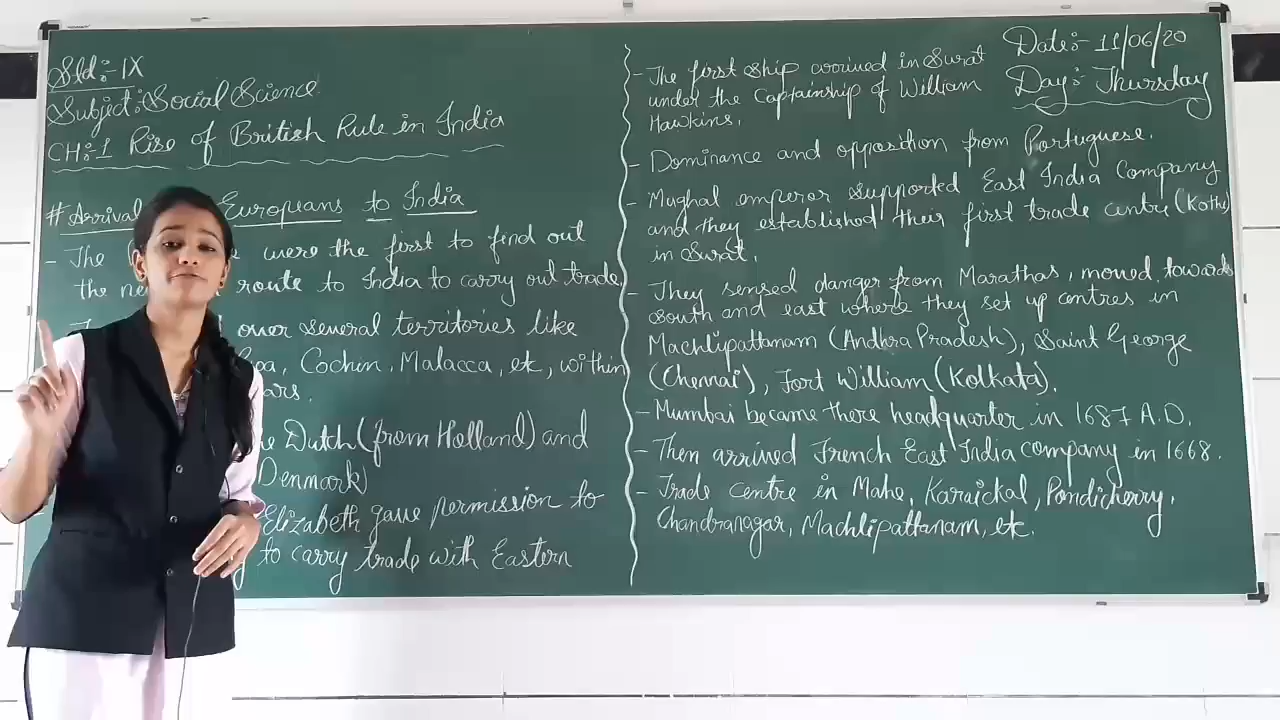 Std:- IX
Subject:- Social Science
CH:-1 Rise of British Rule in India
# Arrival Europeans to India
- The were the first to find out
the route to India to carry out trade
over several territories like
Cochin, Malacca, etc, within
Dutch (from Holland) and
Denmark)
Elizabeth gave permission to
to carry trade with Eastern
Date:- 11/06/20
Day:- Thursday
- The first ship arrived in Surat
under the Captainship of William
Hawkins.
- Dominance and opposition from Portuguese.
- Mughal emperor supported East India Company
and they established their first trade centre (Kothi)
in Surat.
- They sensed danger from Marathas, moved towards
south and east where they set up centres in
Machlipattanam (Andhra Pradesh), Saint George
(Chennai), Fort William (Kolkata).
- Mumbai became there headquarter in 1687 A.D.
- Then arrived French East India company in 1668.
- Trade centre in Mahe, Karaickal, Pondicherry,
Chandranagar, Machlipattanam, etc.